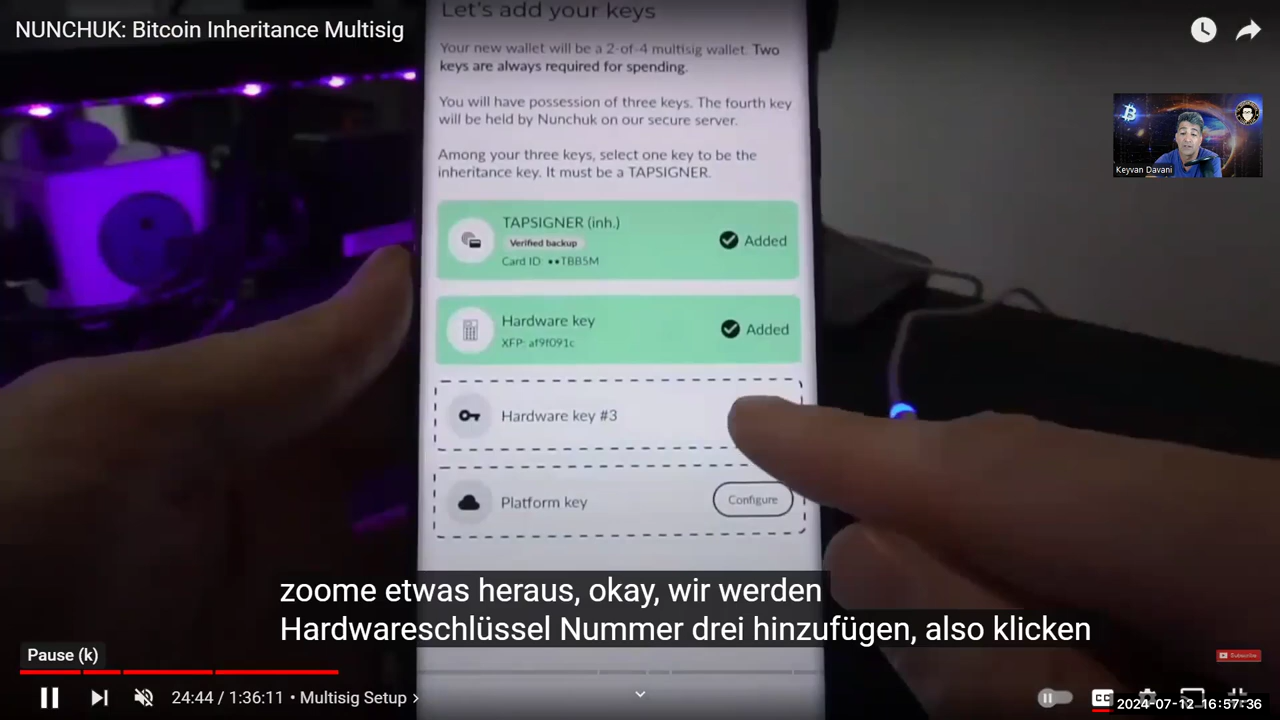 NUNCHUK: Bitcoin Inheritance Multisig
Let's add your keys
Your new wallet will be a 2-of-4 multisig wallet. Two
keys are always required for spending.
You will have possession of three keys. The fourth key
will be held by Nunchuk on our secure server.
Among your three keys, select one key to be the
inheritance key. It must be a TAPSIGNER.
TAPSIGNER (inh.)
Verified backup
Card ID: ••TBB5M
Added
Hardware key
XFP: af9f091c
Added
Hardware key #3
Platform key
Configure
Keyvan Davani
zoome etwas heraus, okay, wir werden
Hardwareschlüssel Nummer drei hinzufügen, also klicken
Pause (k)
Subscribe
24:44 / 1:36:11 • Multisig Setup
CC
2024-07-12 16:57:36